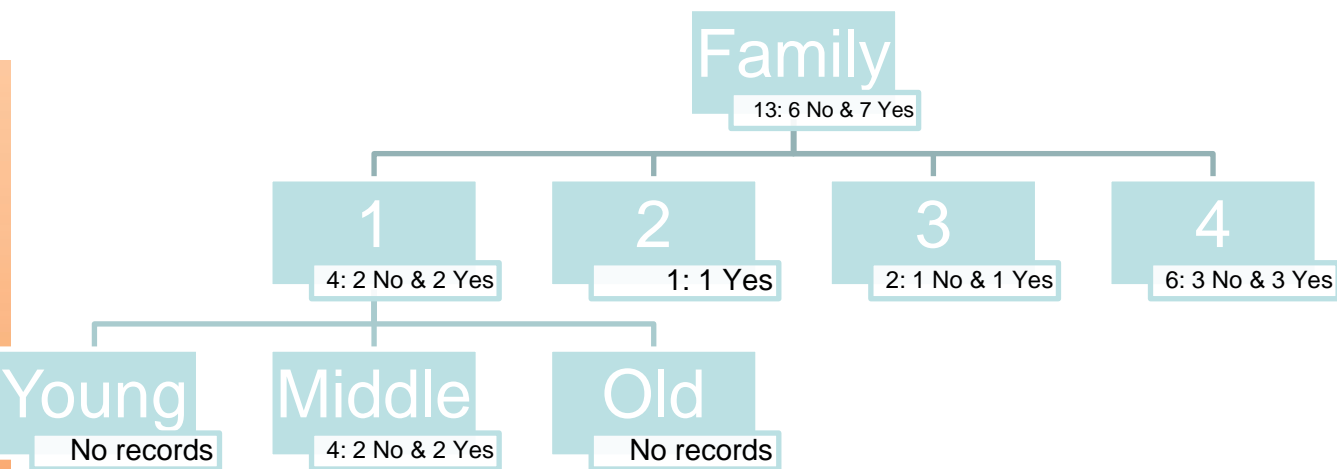 Family
13: 6 No & 7 Yes
1
4: 2 No & 2 Yes
2
1: 1 Yes
3
2: 1 No & 1 Yes
4
6: 3 No & 3 Yes
Young
No records
Middle
4: 2 No & 2 Yes
Old
No records